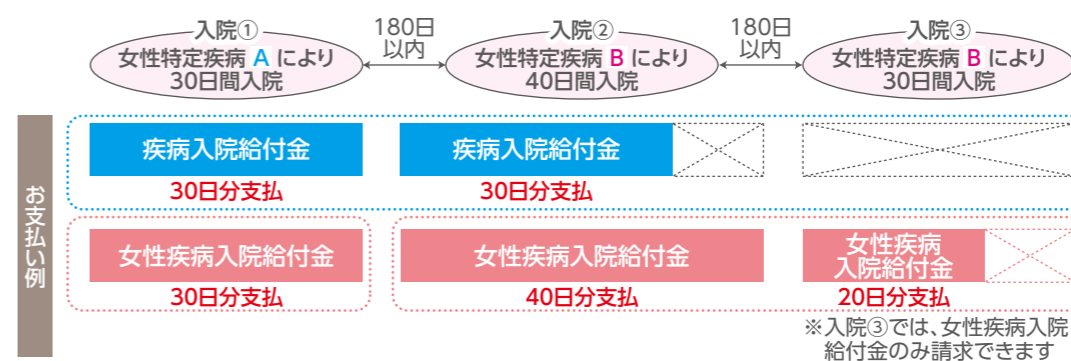 入院①
女性特定疾病 A により
30日間入院
180日
以内
入院②
女性特定疾病 B により
40日間入院
180日
以内
入院③
女性特定疾病 B により
30日間入院
お支払い例
疾病入院給付金
30日分支払
疾病入院給付金
30日分支払
女性疾病入院給付金
30日分支払
女性疾病入院給付金
40日分支払
女性疾病
入院給付金
20日分支払
※入院③では、女性疾病入院
給付金のみ請求できます